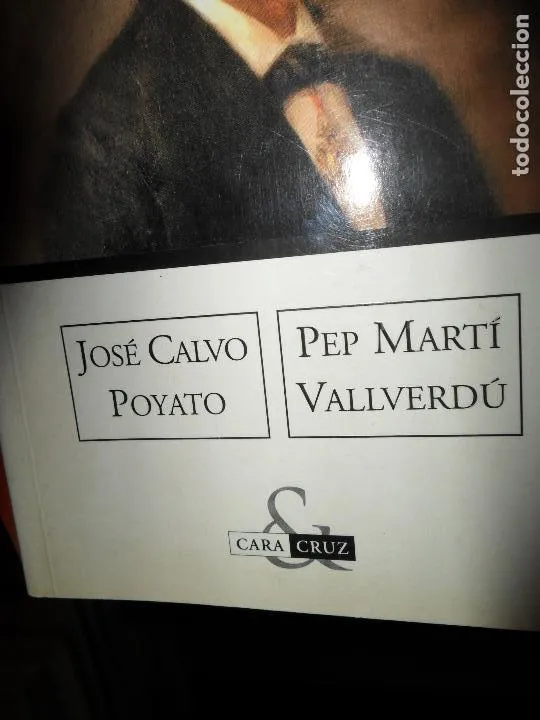 JOSÉ CALVO
POYATO
PEP MARTÍ
VALLVERDÚ
&
CARA CRUZ
todocoleccion